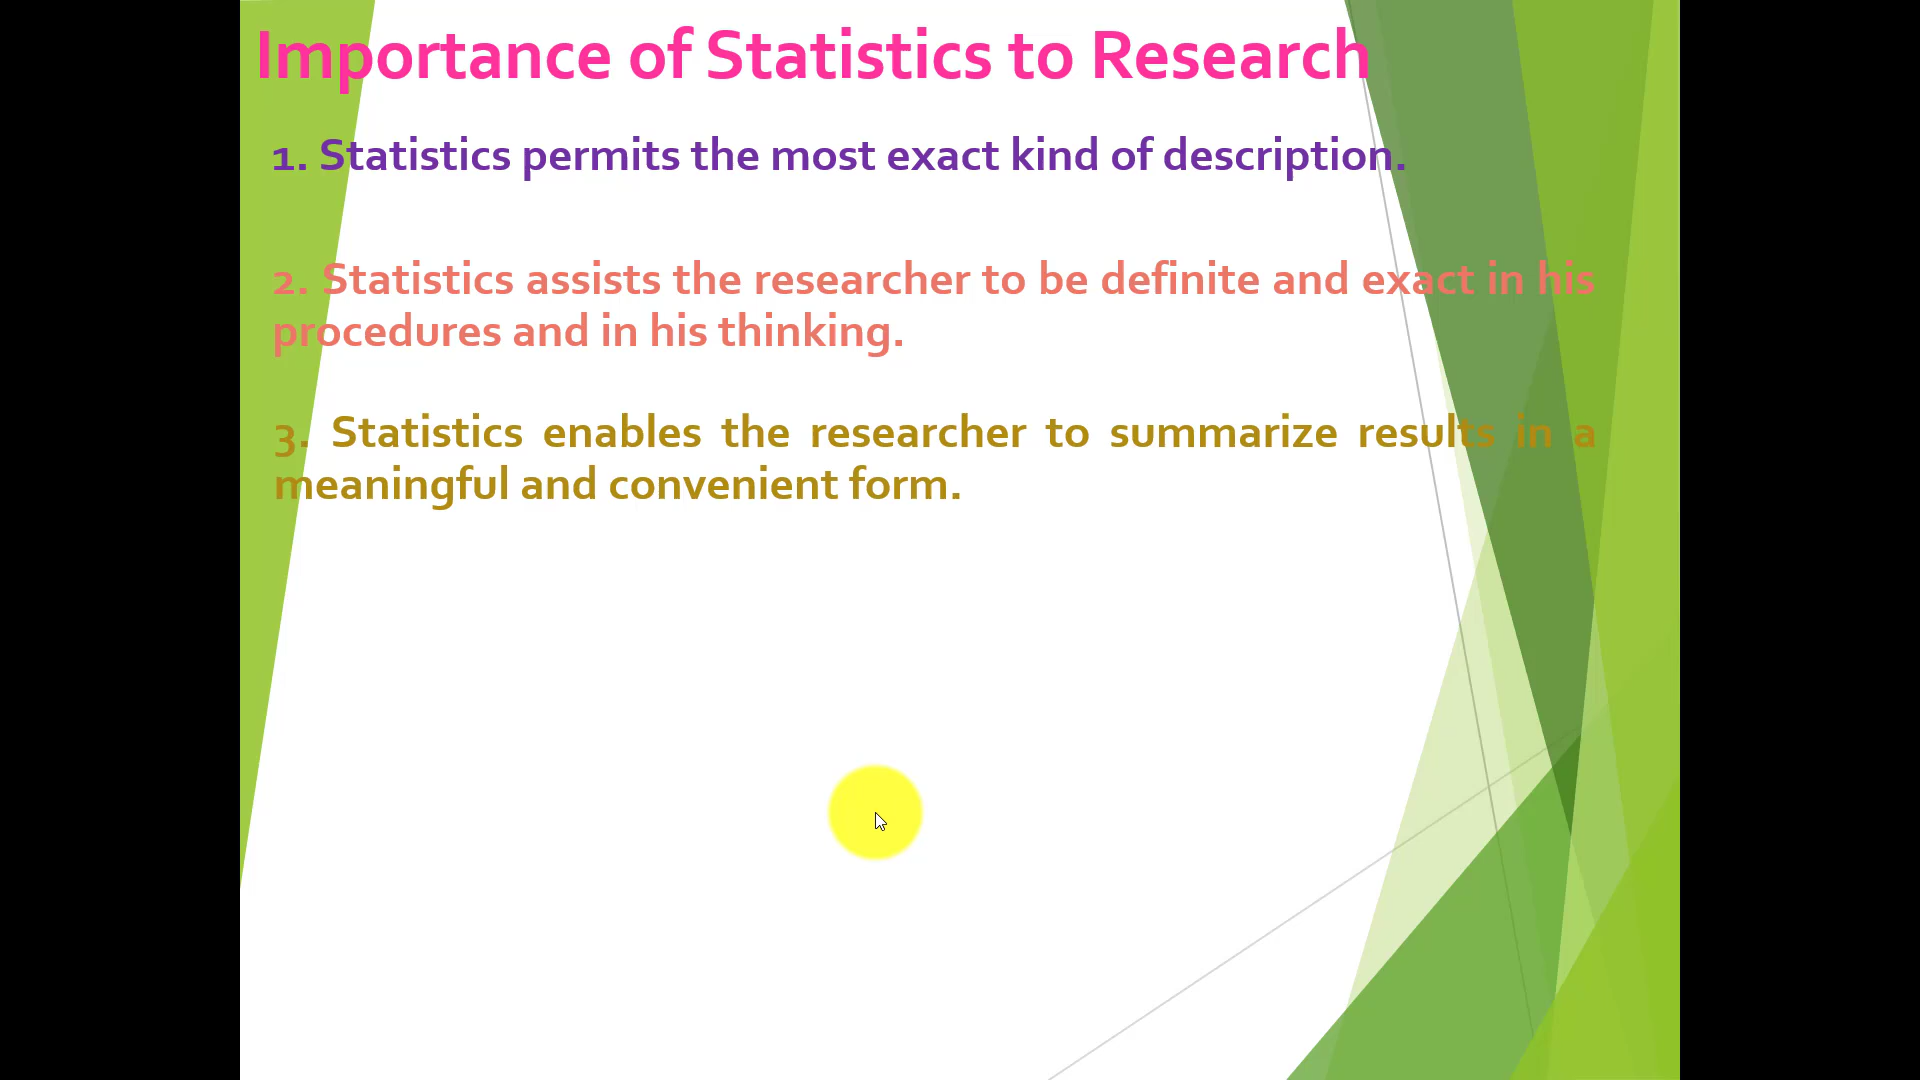 Importance of Statistics to Research
1. Statistics permits the most exact kind of description.
2. Statistics assists the researcher to be definite and exact in his
procedures and in his thinking.
3. Statistics enables the researcher to summarize results in a
meaningful and convenient form.